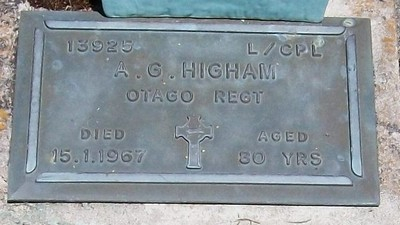 13925 L/CPL
A. G. HIGHAM
OTAGO REGT
DIED AGED
15.1.1967 80 YRS